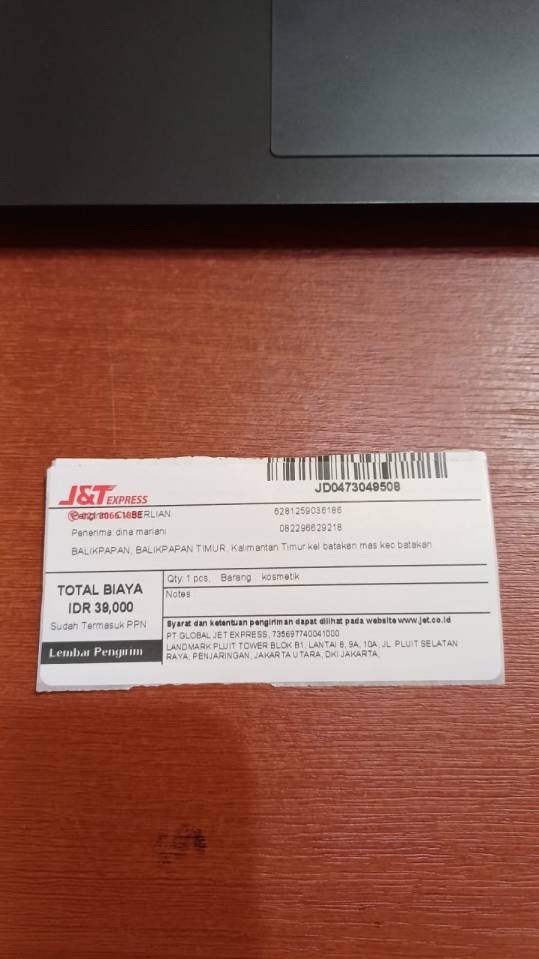 JD0473049508
J&T EXPRESS
BERLIAN 6281259036186
Penerima dina mariani 082296629218
BALIKPAPAN, BALIKPAPAN TIMUR, Kalimantan Timur kel batakan mas kec batakan
TOTAL BIAYA
IDR 39,000
Sudah Termasuk PPN
Lembar Pengirim
Qty: 1 pcs, Barang: kosmetik
Notes
Syarat dan ketentuan pengiriman dapat dilihat pada website www.jet.co.id
PT GLOBAL JET EXPRESS, 735697740041000
LANDMARK PLUIT TOWER BLOK B1, LANTAI 8, 9A, 10A, JL. PLUIT SELATAN
RAYA, PENJARINGAN, JAKARTA UTARA, DKI JAKARTA,